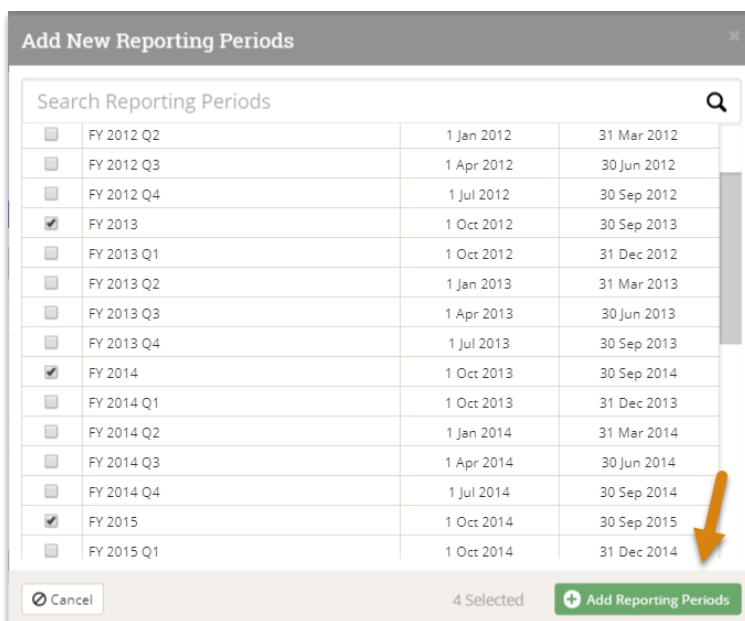 Add New Reporting Periods ×
Search Reporting Periods
FY 2012 Q2 1 Jan 2012 31 Mar 2012
FY 2012 Q3 1 Apr 2012 30 Jun 2012
FY 2012 Q4 1 Jul 2012 30 Sep 2012
FY 2013 1 Oct 2012 30 Sep 2013
FY 2013 Q1 1 Oct 2012 31 Dec 2012
FY 2013 Q2 1 Jan 2013 31 Mar 2013
FY 2013 Q3 1 Apr 2013 30 Jun 2013
FY 2013 Q4 1 Jul 2013 30 Sep 2013
FY 2014 1 Oct 2013 30 Sep 2014
FY 2014 Q1 1 Oct 2013 31 Dec 2013
FY 2014 Q2 1 Jan 2014 31 Mar 2014
FY 2014 Q3 1 Apr 2014 30 Jun 2014
FY 2014 Q4 1 Jul 2014 30 Sep 2014
FY 2015 1 Oct 2014 30 Sep 2015
FY 2015 Q1 1 Oct 2014 31 Dec 2014
Cancel 4 Selected Add Reporting Periods